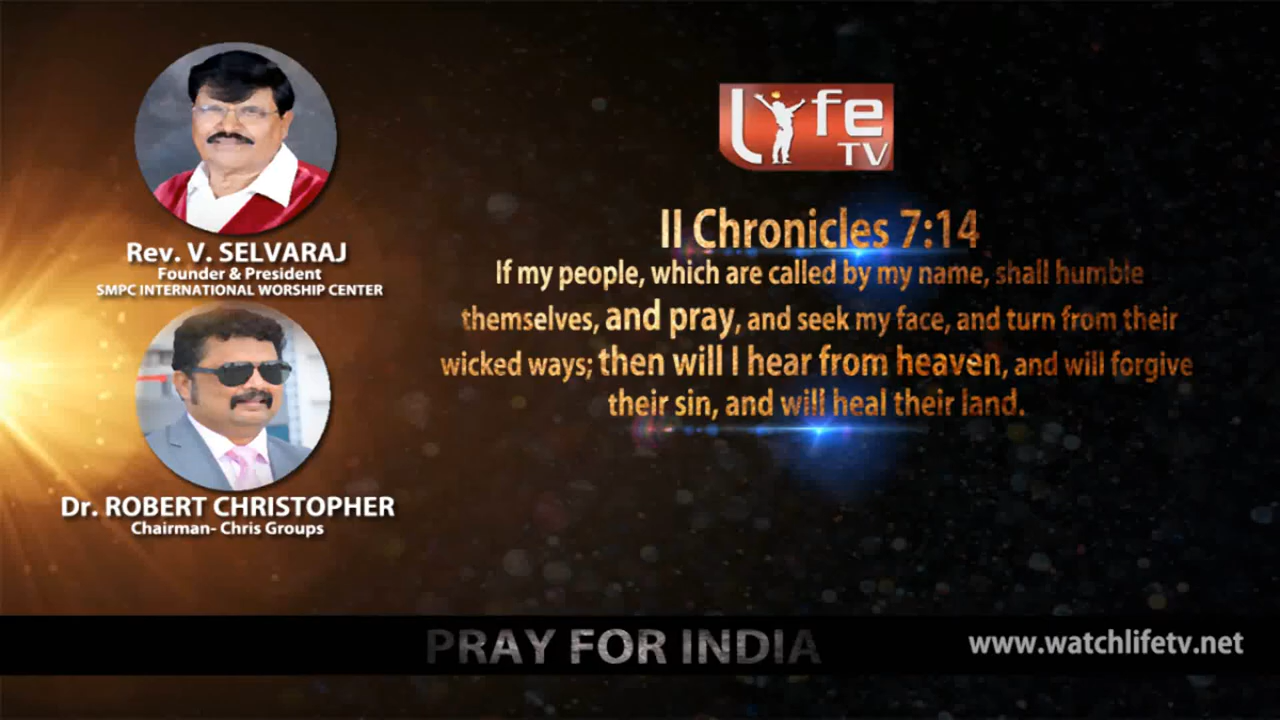 Rev. V. SELVARAJ
Founder & President
SMPC INTERNATIONAL WORSHIP CENTER
Dr. ROBERT CHRISTOPHER
Chairman- Chris Groups
Life
TV
II Chronicles 7:14
If my people, which are called by my name, shall humble
themselves, and pray, and seek my face, and turn from their
wicked ways; then will I hear from heaven, and will forgive
their sin, and will heal their land.
PRAY FOR INDIA
www.watchlifetv.net